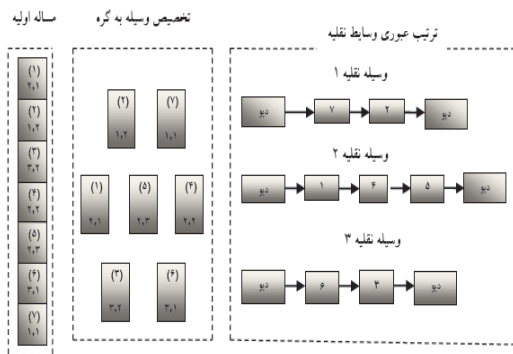 مساله اولیه
(۱)
۲,۱
(۲)
۱,۲
(۳)
۳,۲
(۴)
۲,۲
(۵)
۲,۳
(۶)
۳,۱
(۷)
۱,۱
تخصیص وسیله به گره
(۲) (۷)
۱,۲ ۱,۱
(۱) (۵) (۴)
۲,۱ ۲,۳ ۲,۲
(۳) (۶)
۳,۲ ۳,۱
ترتیب عبوری وسایط نقلیه
وسیله نقلیه ۱
دپو ۷ ۲ دپو
وسیله نقلیه ۲
دپو ۱ ۴ ۵ دپو
وسیله نقلیه ۳
دپو ۶ ۳ دپو